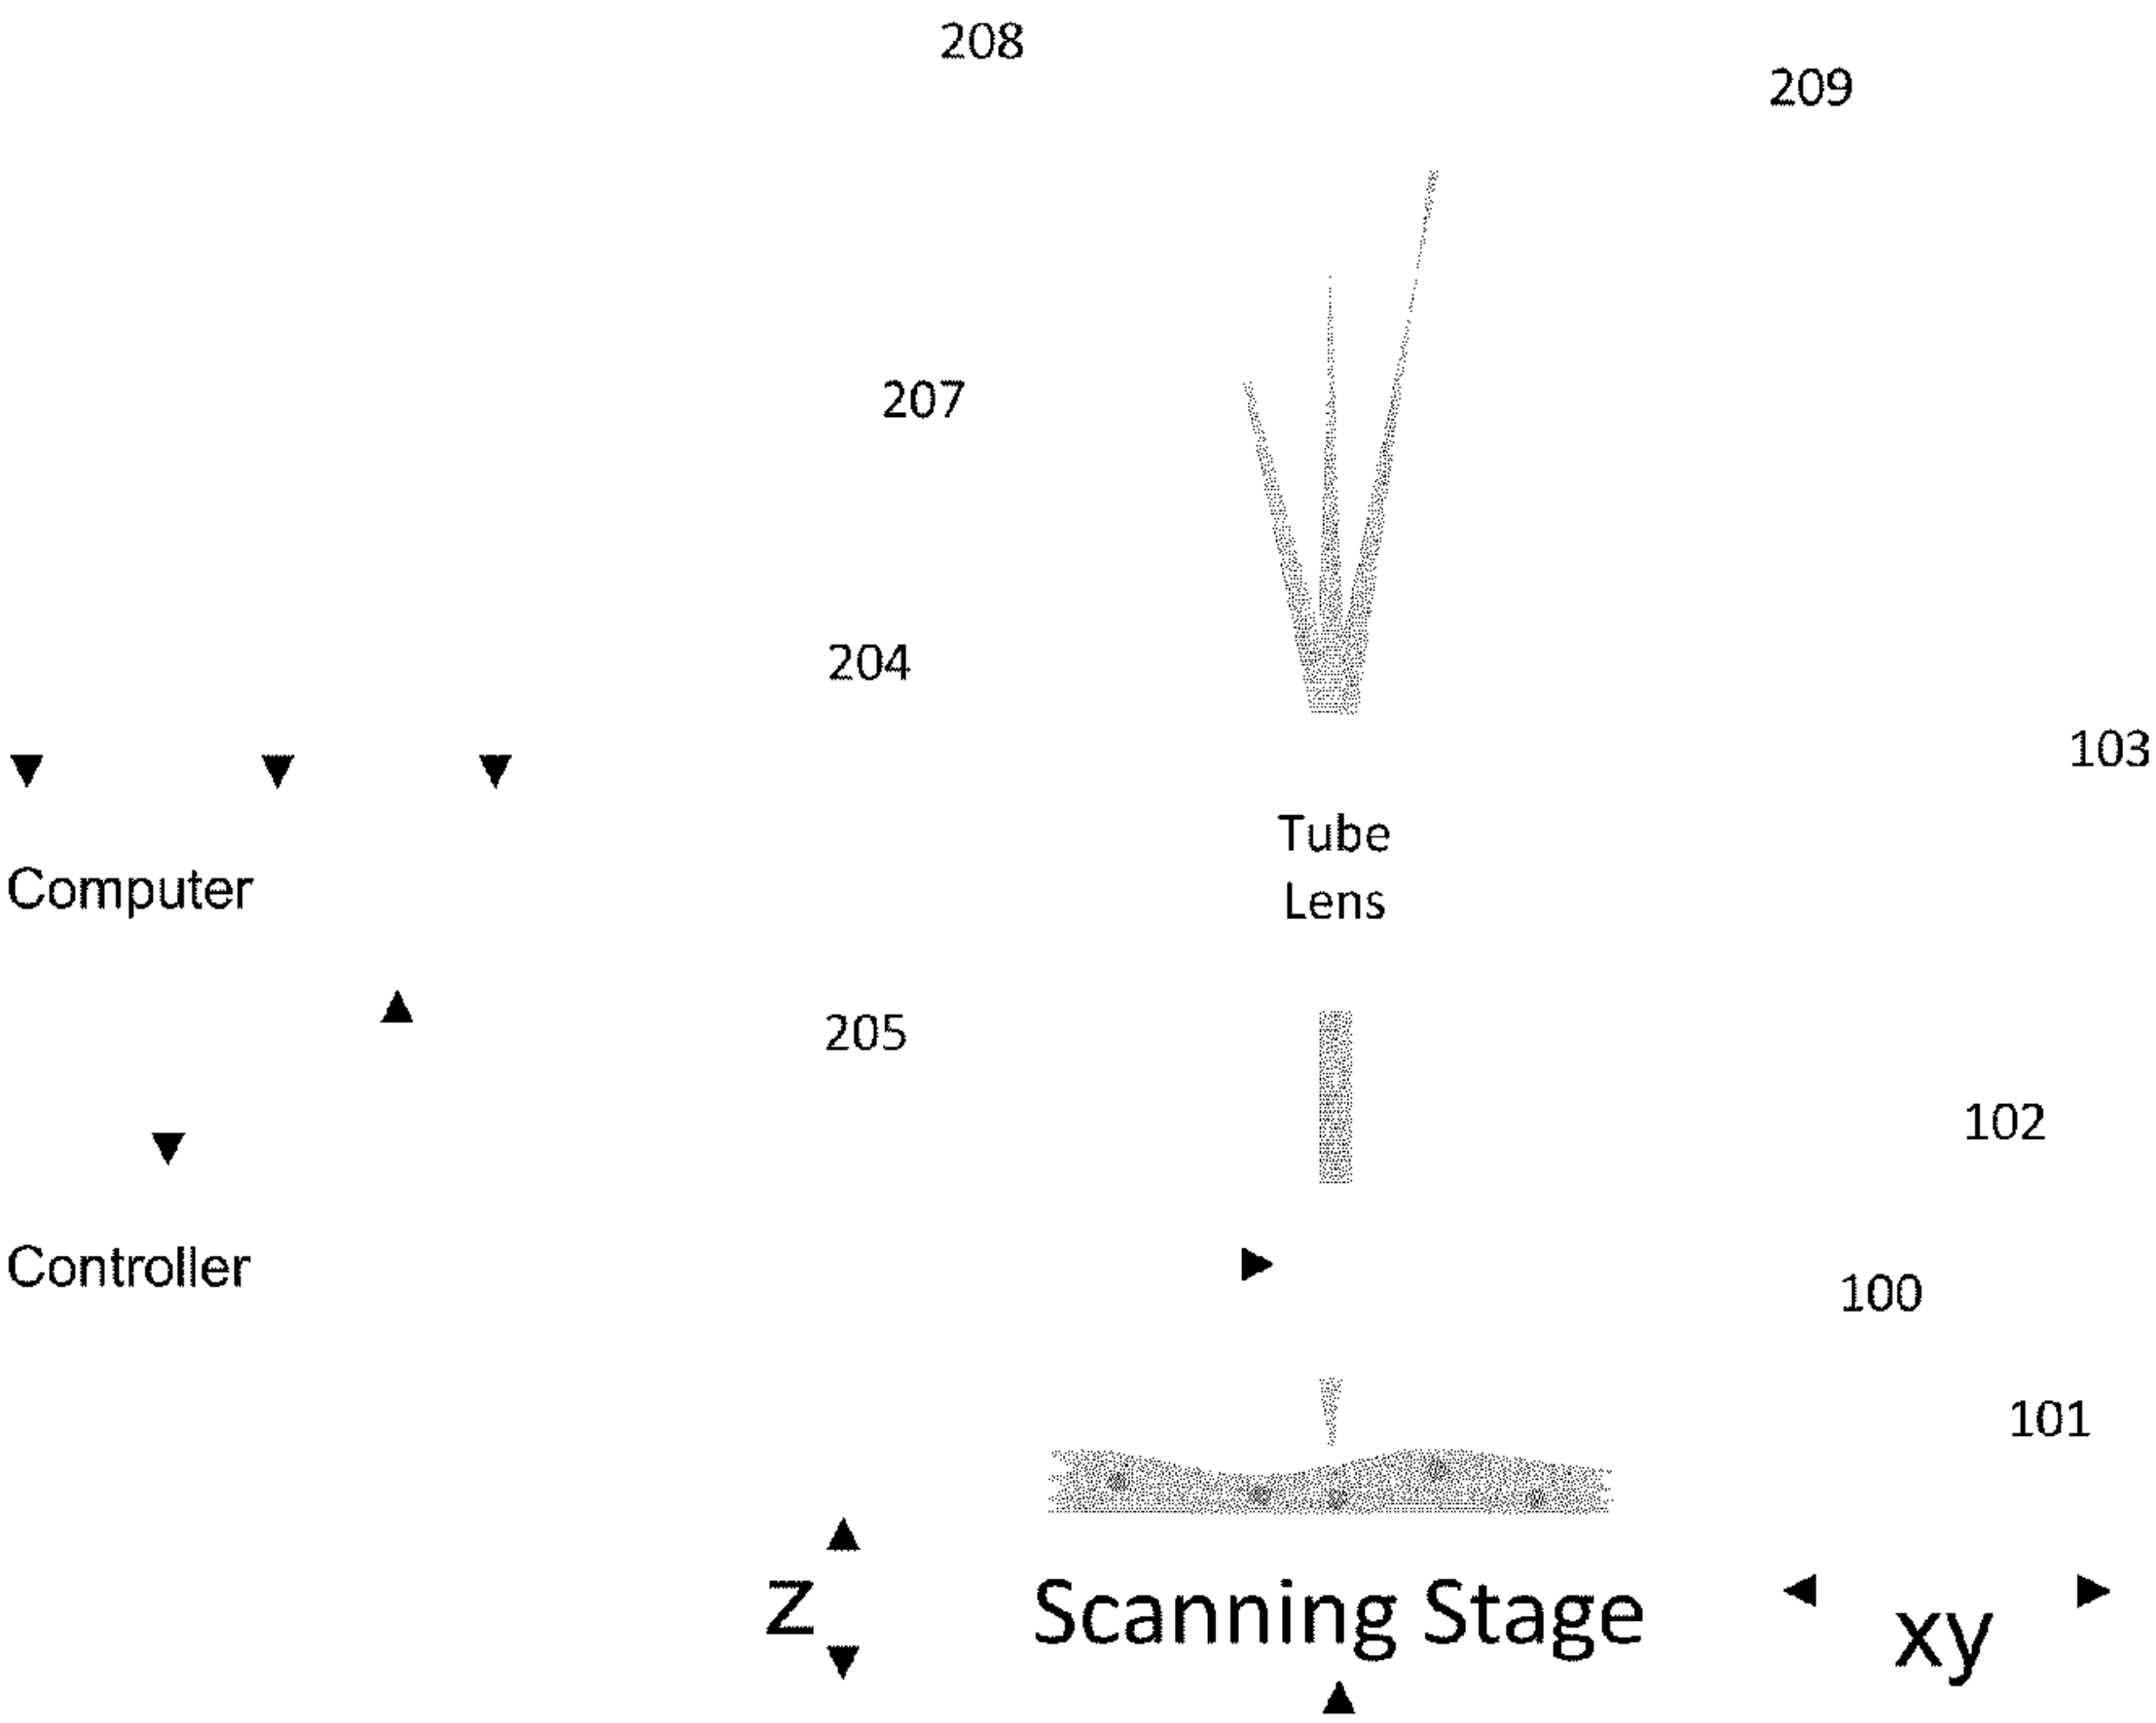 208
209
207
204
103
Tube
Lens
Computer
205
102
Controller
100
101
Z
Scanning Stage
xy